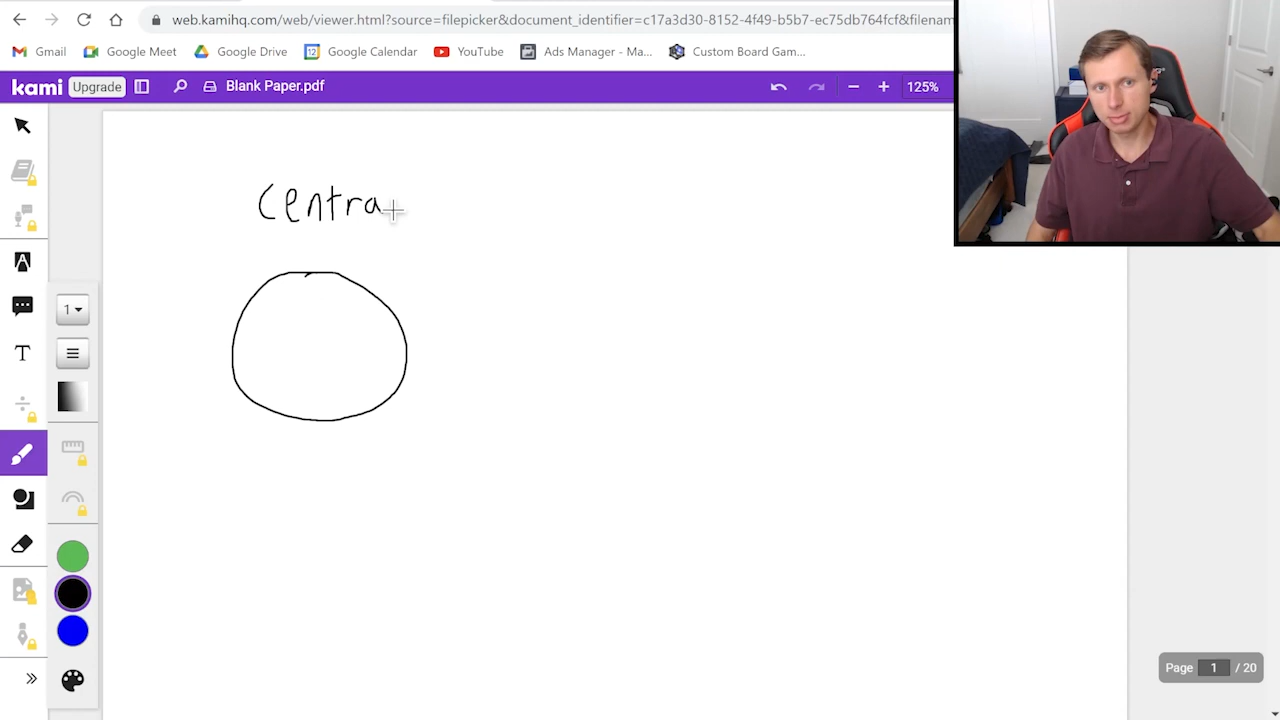 web.kamihq.com/web/viewer.html?source=filepicker&document_identifier=c17a3d30-8152-4f49-b5b7-ec75db764fcf&filenam
Gmail Google Meet Google Drive 12 Google Calendar YouTube Ads Manager - Ma... Custom Board Gam...
kami Upgrade Blank Paper.pdf 125%
Centra
A
1
T
Page 1 / 20